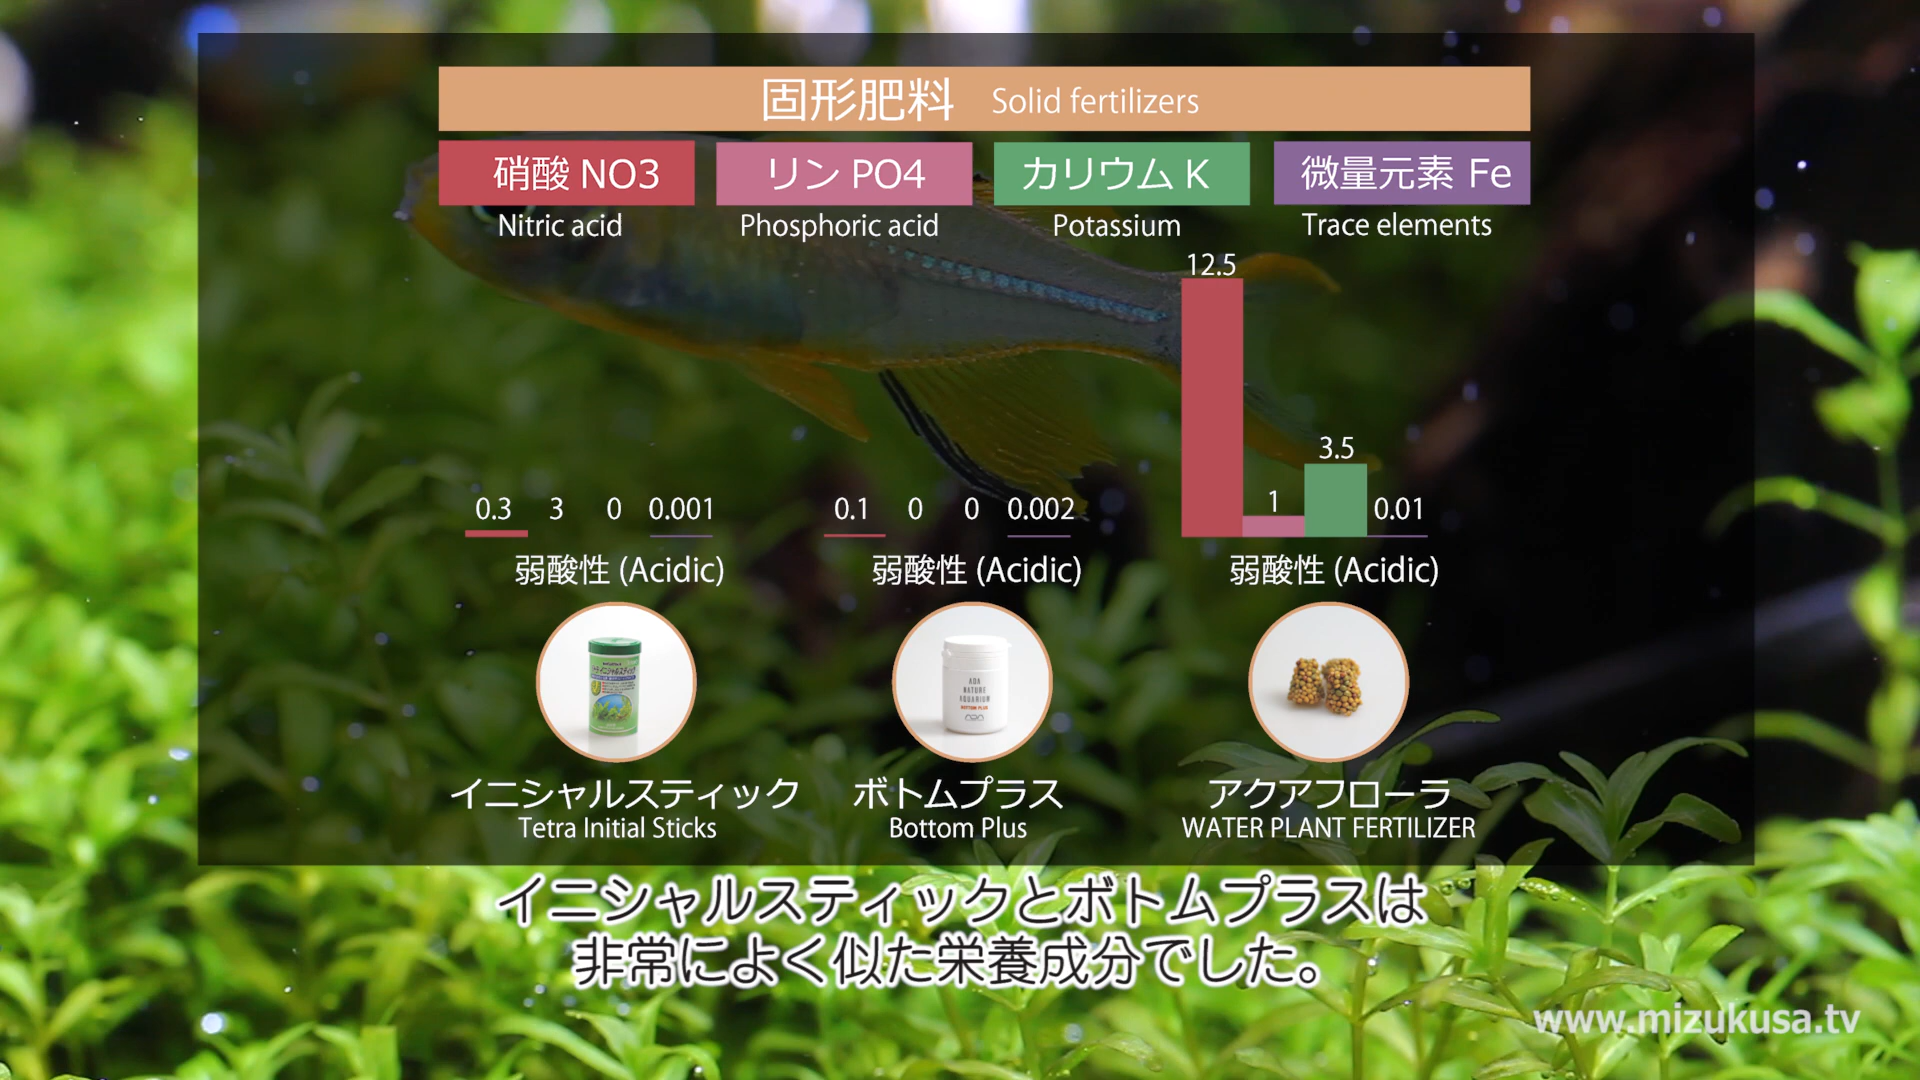 固形肥料 Solid fertilizers
硝酸 NO3 リン PO4 カリウム K 微量元素 Fe
Nitric acid Phosphoric acid Potassium Trace elements
12.5
3.5
0.3 3 0 0.001 0.1 0 0 0.002 1 0.01
弱酸性 (Acidic) 弱酸性 (Acidic) 弱酸性 (Acidic)
ADA
NATURE
AQUARIUM
BOTTOM PLUS
ADA
イニシャルスティック ボトムプラス アクアフローラ
Tetra Initial Sticks Bottom Plus WATER PLANT FERTILIZER
イニシャルスティックとボトムプラスは
非常によく似た栄養成分でした。
www.mizukusa.tv